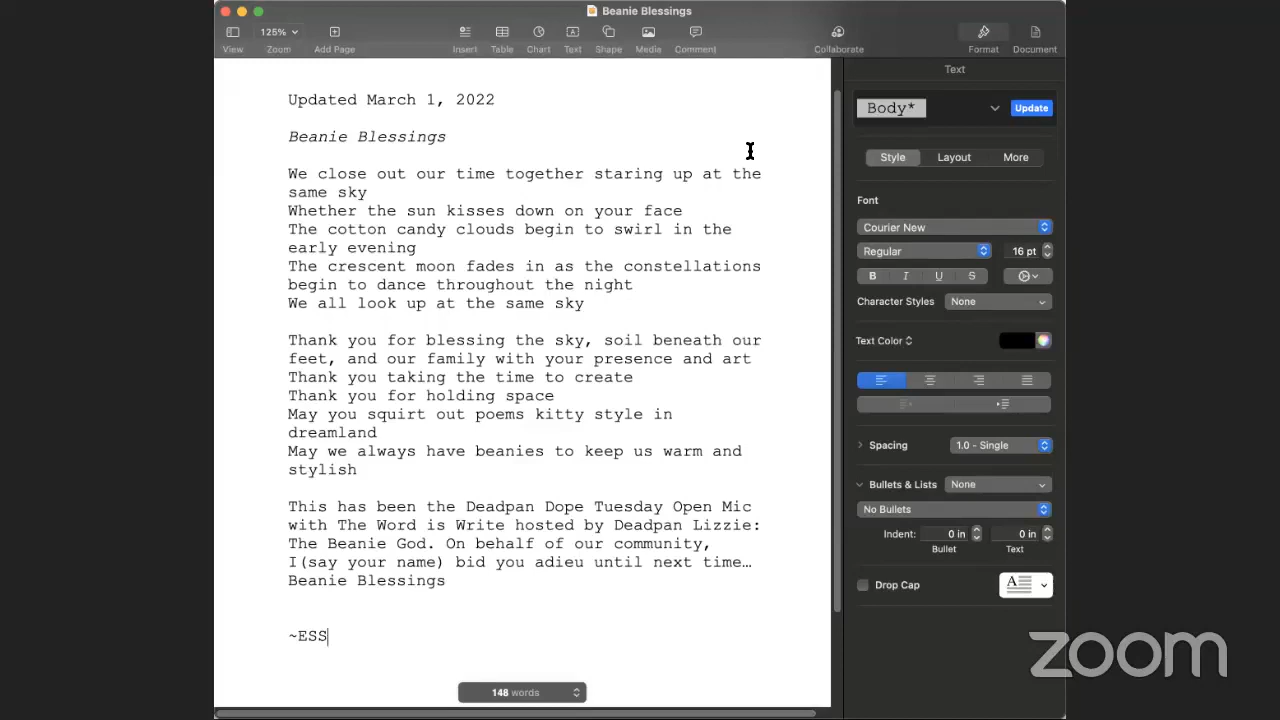 Beanie Blessings
125%
View
Zoom
Add Page
Insert
Table
Chart
Text
Shape
Media
Comment
Collaborate
Format
Document
Updated March 1, 2022
Beanie Blessings
We close out our time together staring up at the
same sky
Whether the sun kisses down on your face
The cotton candy clouds begin to swirl in the
early evening
The crescent moon fades in as the constellations
begin to dance throughout the night
We all look up at the same sky
Thank you for blessing the sky, soil beneath our
feet, and our family with your presence and art
Thank you taking the time to create
Thank you for holding space
May you squirt out poems kitty style in
dreamland
May we always have beanies to keep us warm and
stylish
This has been the Deadpan Dope Tuesday Open Mic
with The Word is Write hosted by Deadpan Lizzie:
The Beanie God. On behalf of our community,
I(say your name) bid you adieu until next time…
Beanie Blessings
~ESS
148 words
Text
Body*
Update
Style
Layout
More
Font
Courier New
Regular
16 pt
B I U S
Character Styles
None
Text Color
Spacing
1.0 - Single
Bullets & Lists
None
No Bullets
Indent:
0 in
0 in
Bullet
Text
Drop Cap
A
zoom